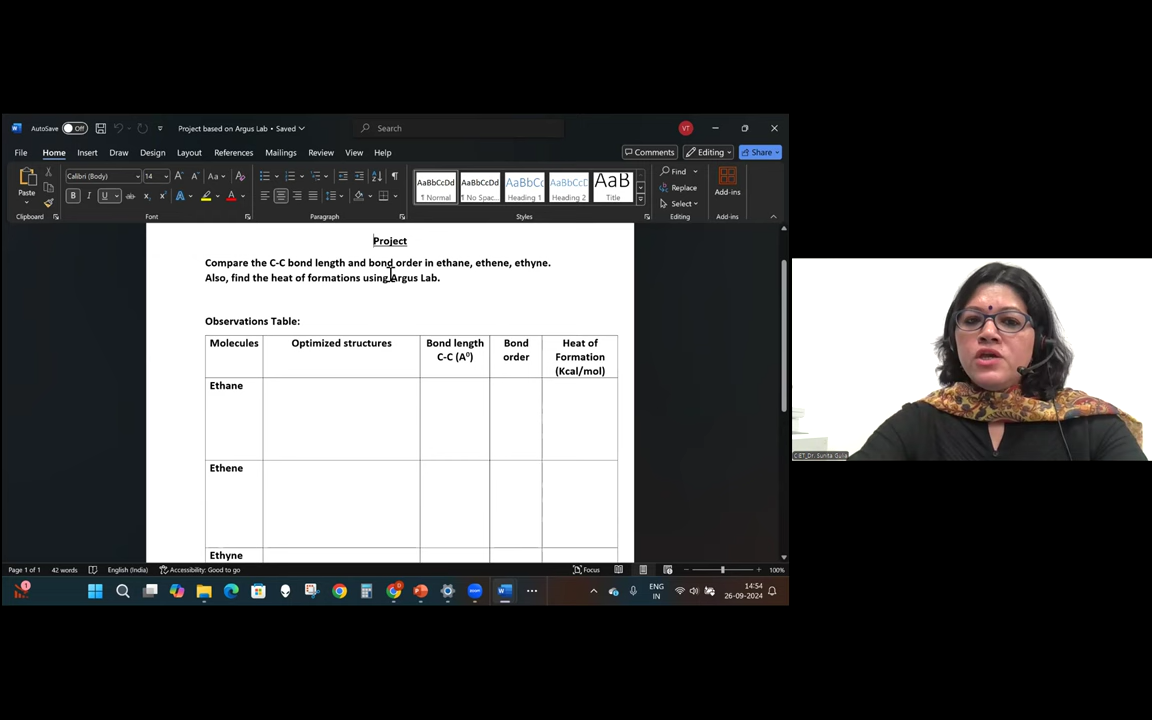 AutoSave Off Project based on Argus Lab • Saved Search VT
File Home Insert Draw Design Layout References Mailings Review View Help Comments Editing Share
Paste Calibri (Body) 14 Aa Find
Replace
Select
AaBbCcDd AaBbCcDd AaBbCc AaBbCcD AaB
¶ Normal ¶ No Spac... Heading 1 Heading 2 Title
Add-ins
Clipboard Font Paragraph Styles Editing Add-ins
Project
Compare the C-C bond length and bond order in ethane, ethene, ethyne.
Also, find the heat of formations using Argus Lab.
Observations Table:
Molecules Optimized structures Bond length Bond Heat of
C-C (A⁰) order Formation
(Kcal/mol)
Ethane
Ethene
Ethyne
Page 1 of 1 42 words English (India) Accessibility: Good to go Focus 100%
ENG 14:54
IN 26-09-2024